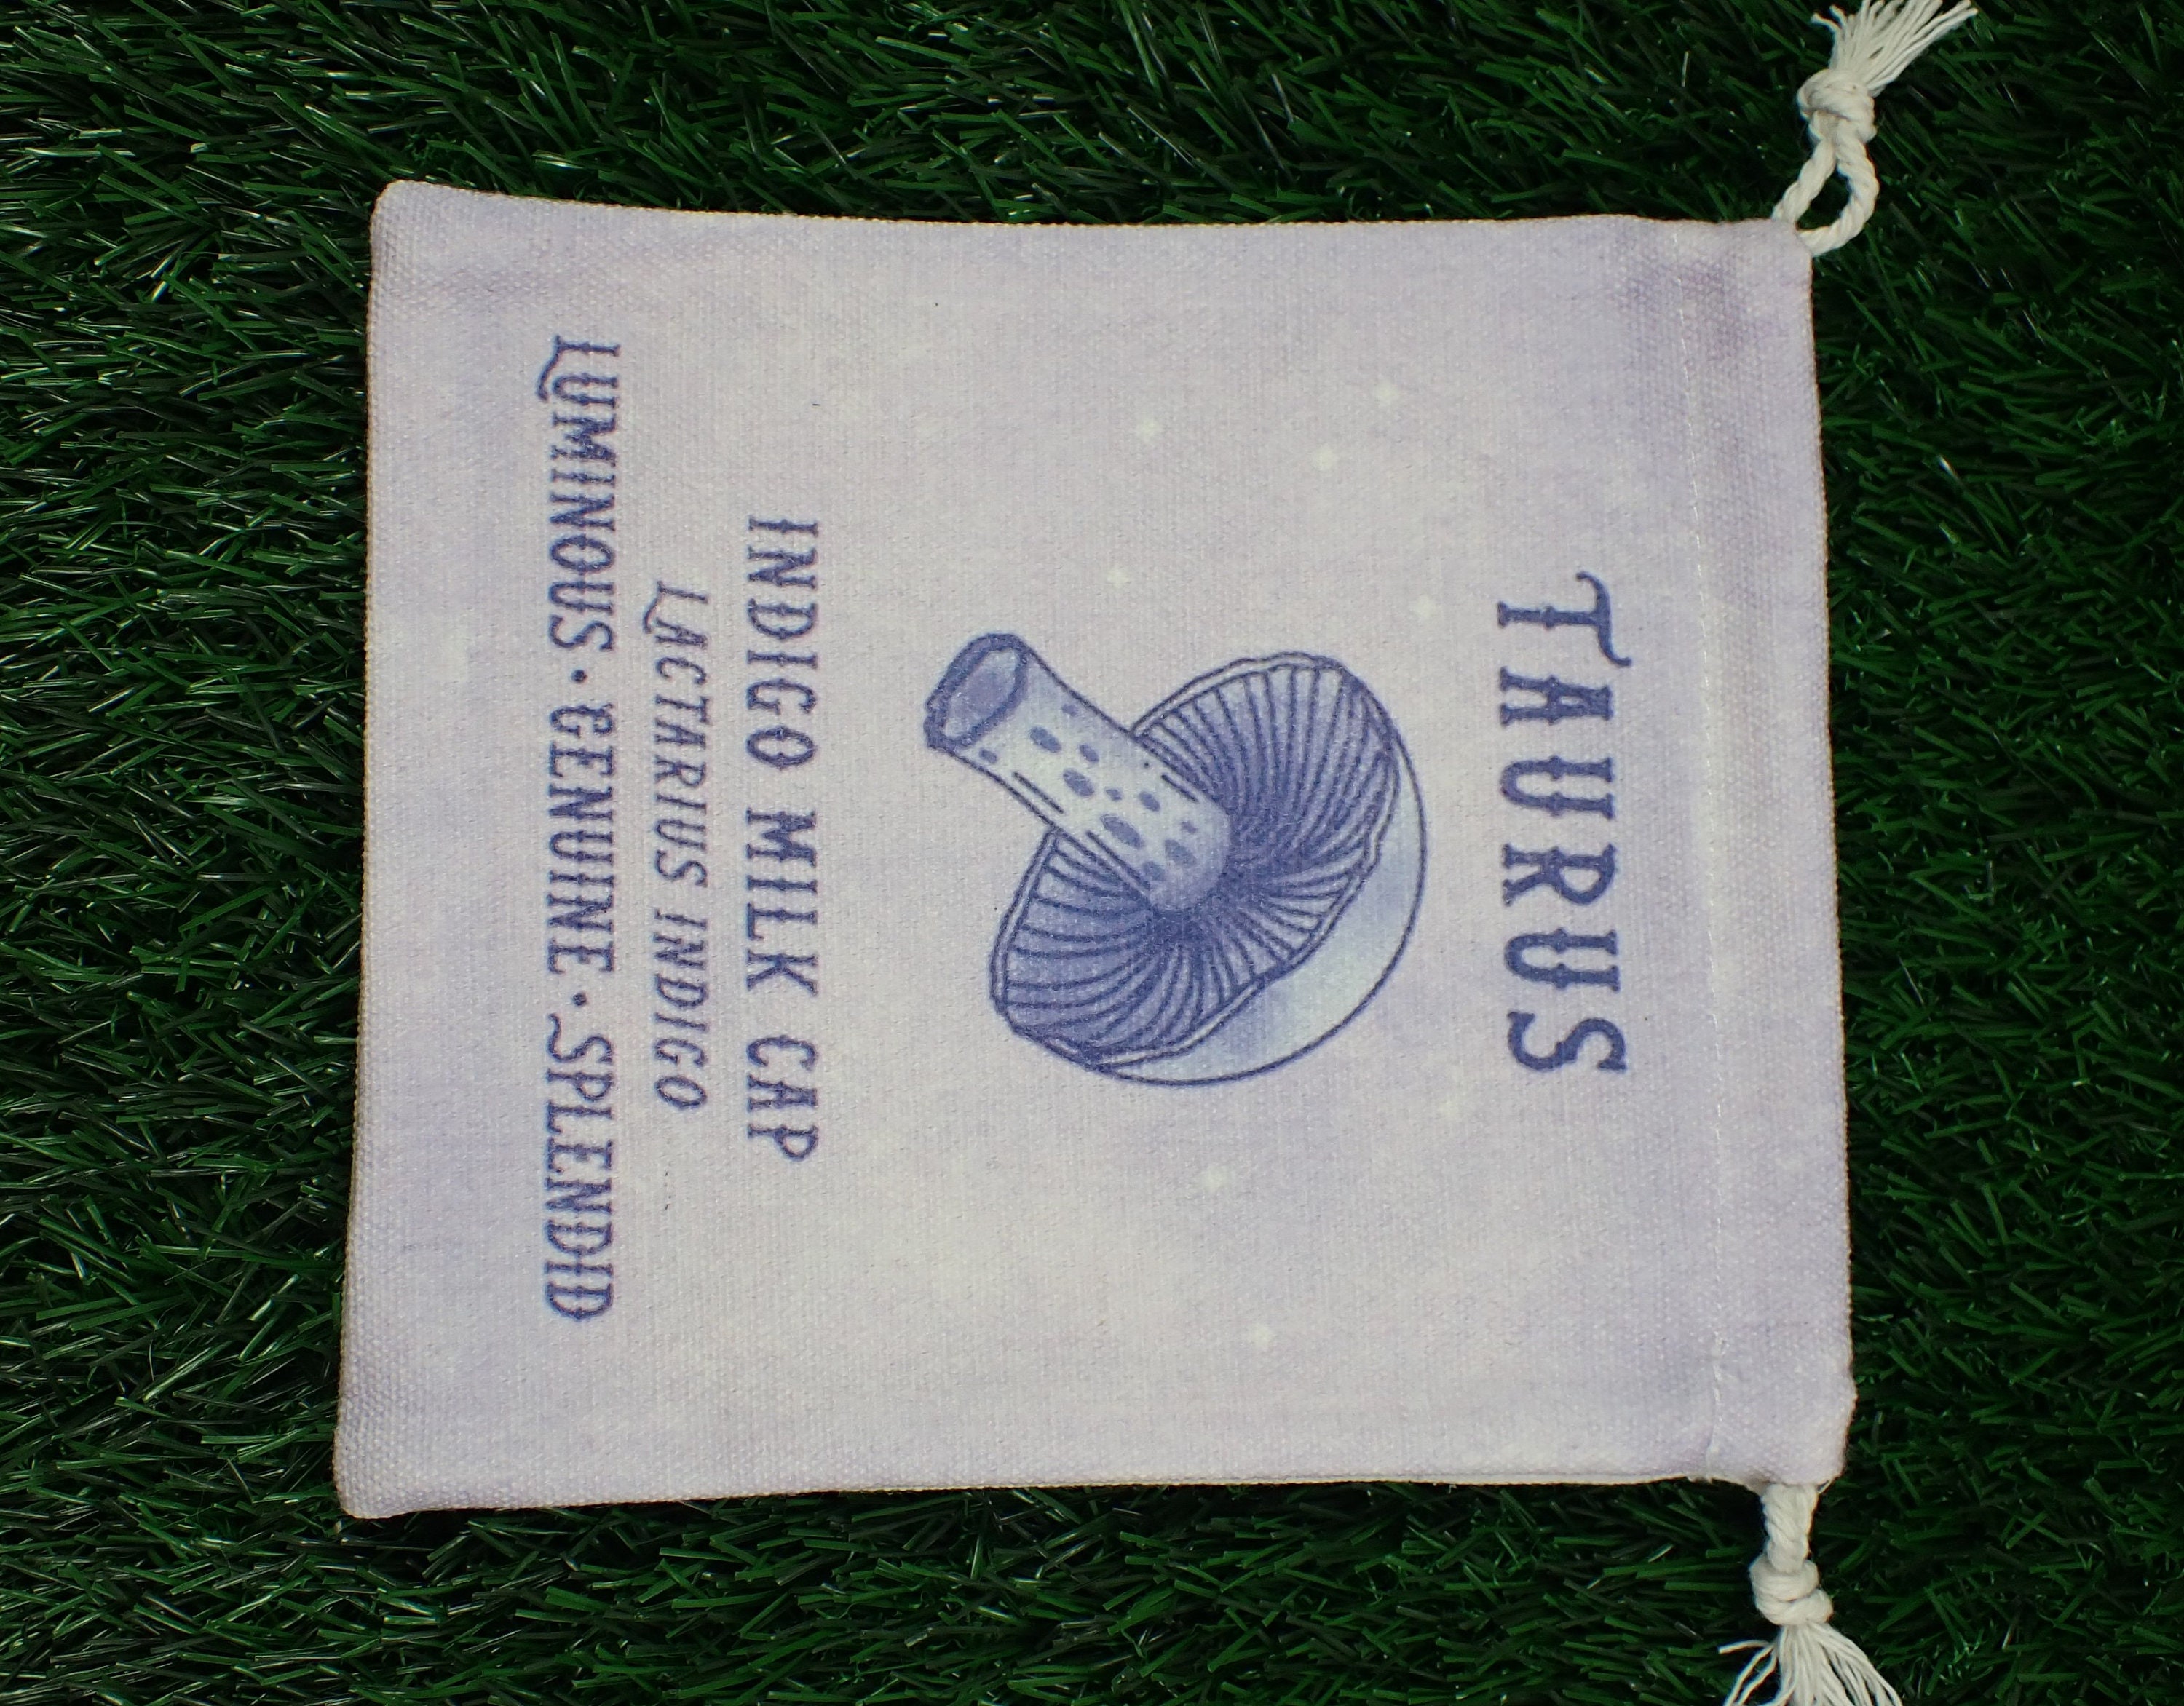 TAURUS
INDIGO MILK CAP
LACTARIUS INDIGO
LUMINOUS · GENUINE · SPLENDID